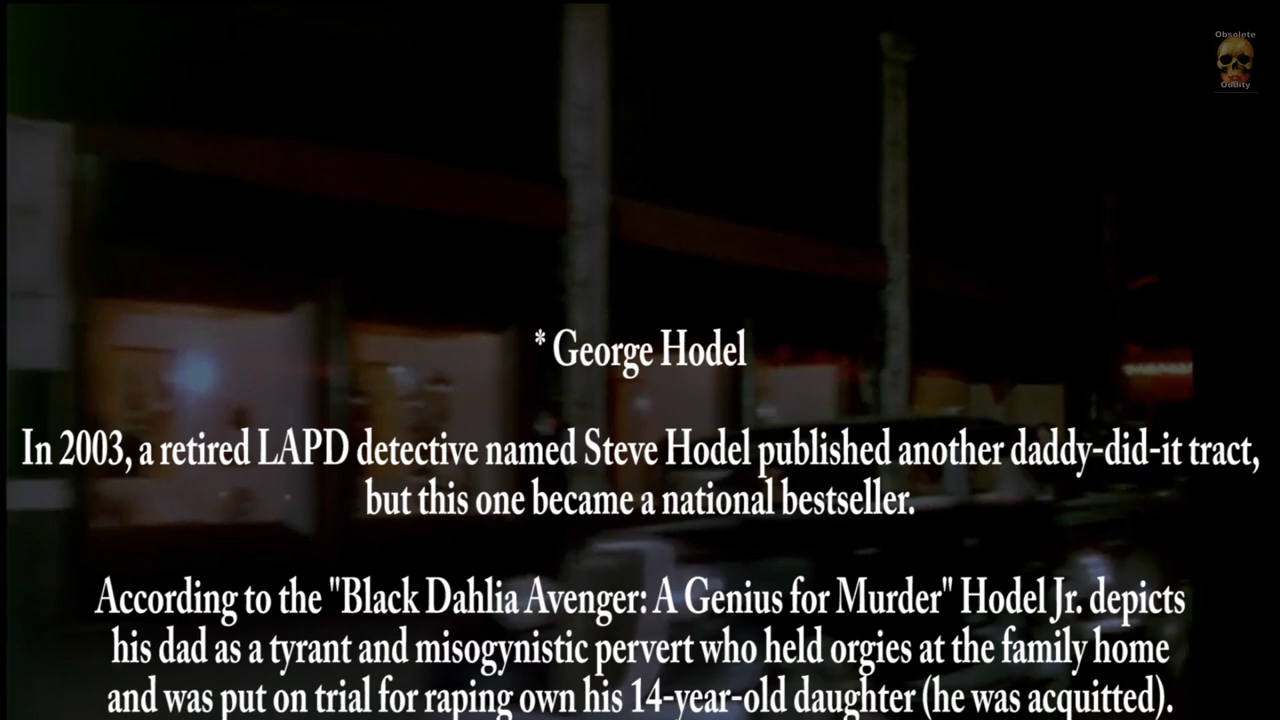 Obsolete
Oddity
* George Hodel
In 2003, a retired LAPD detective named Steve Hodel published another daddy-did-it tract,
but this one became a national bestseller.
According to the "Black Dahlia Avenger: A Genius for Murder" Hodel Jr. depicts
his dad as a tyrant and misogynistic pervert who held orgies at the family home
and was put on trial for raping own his 14-year-old daughter (he was acquitted).